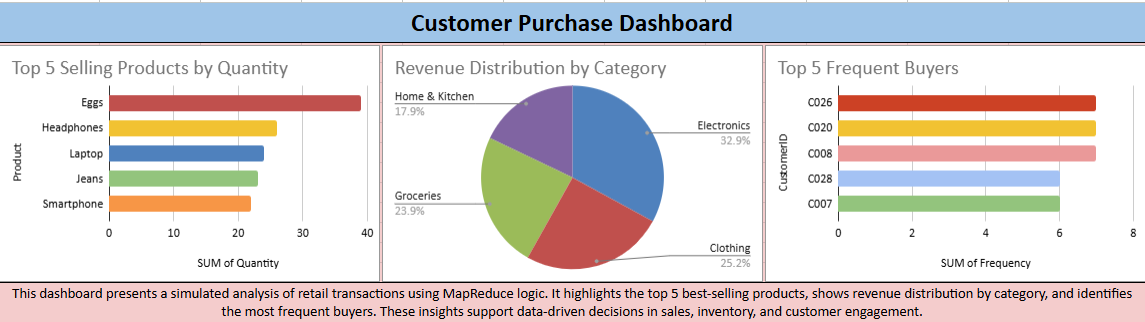 Customer Purchase Dashboard
Top 5 Selling Products by Quantity
Product
Eggs
Headphones
Laptop
Jeans
Smartphone
0 10 20 30 40
SUM of Quantity
Revenue Distribution by Category
Home & Kitchen
17.9%
Electronics
32.9%
Groceries
23.9%
Clothing
25.2%
Top 5 Frequent Buyers
CustomerID
C026
C020
C008
C028
C007
0 2 4 6 8
SUM of Frequency
This dashboard presents a simulated analysis of retail transactions using MapReduce logic. It highlights the top 5 best-selling products, shows revenue distribution by category, and identifies
the most frequent buyers. These insights support data-driven decisions in sales, inventory, and customer engagement.